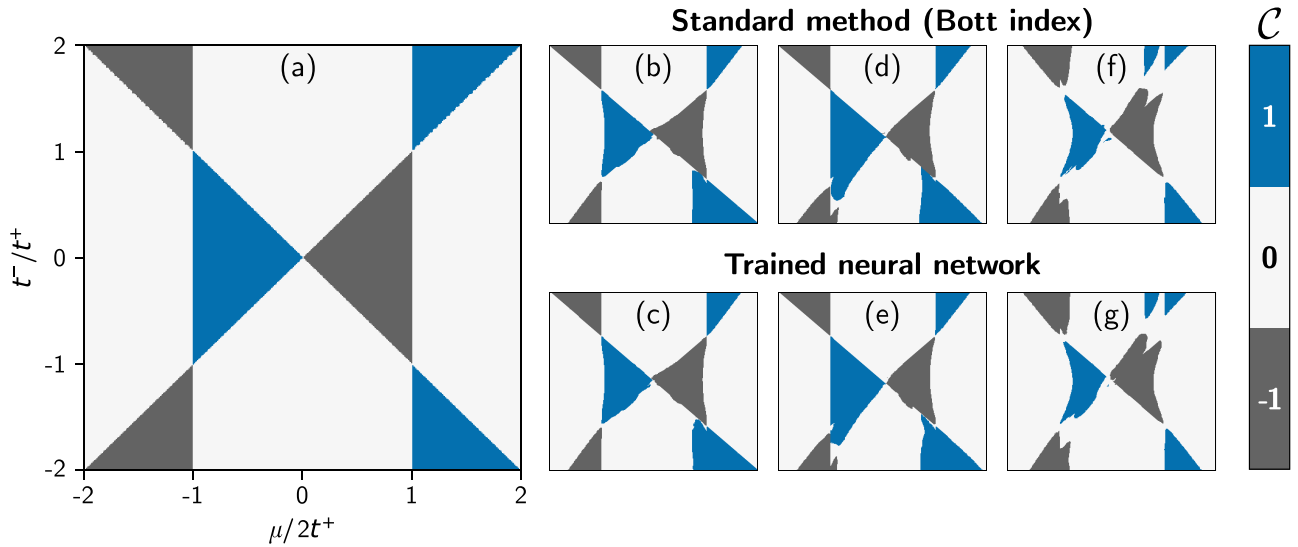 Standard method (Bott index)
(a)
(b)
(d)
(f)
Trained neural network
(c)
(e)
(g)
2
1
0
-1
-2
t⁻/t⁺
-2
-1
0
1
2
μ/2t⁺
𝒞
1
0
-1